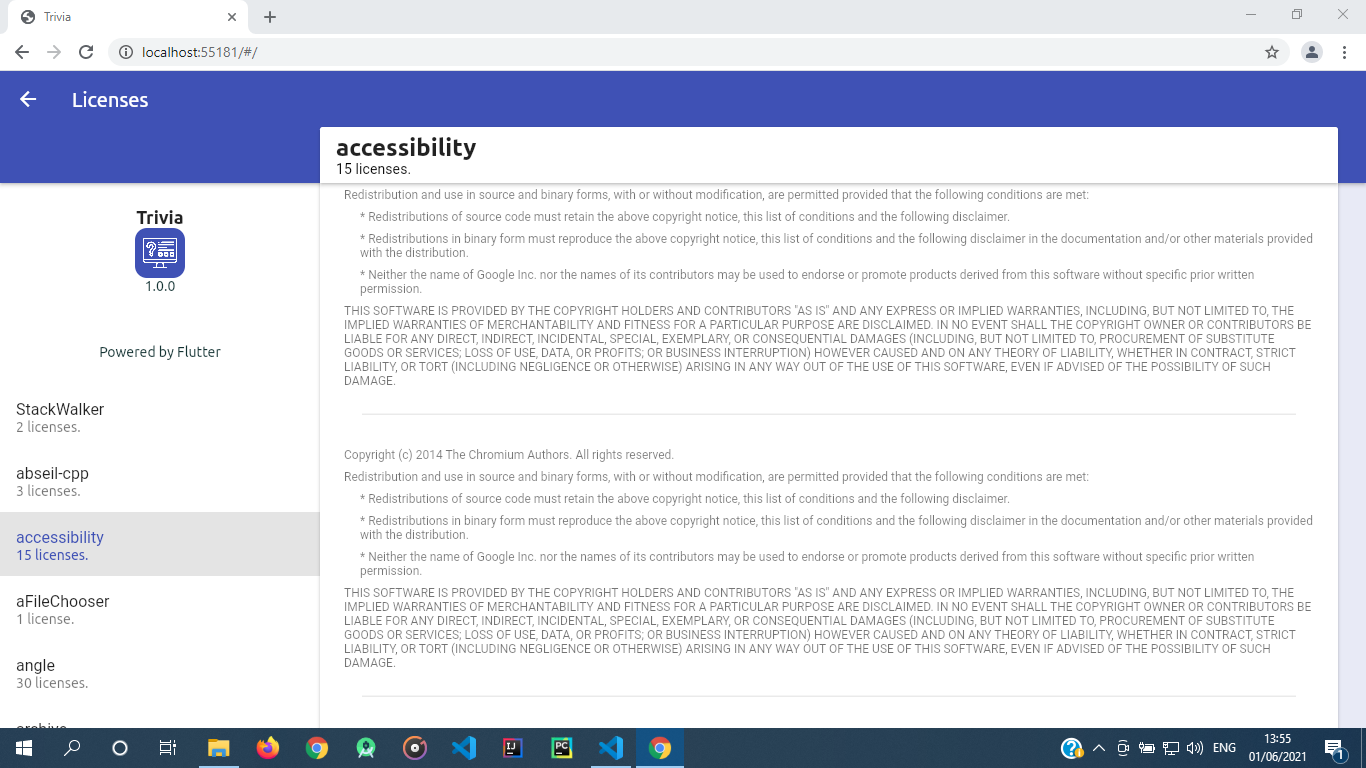 Trivia
localhost:55181/#/
Licenses
accessibility
15 licenses.
Trivia
1.0.0
Powered by Flutter
StackWalker
2 licenses.
abseil-cpp
3 licenses.
accessibility
15 licenses.
aFileChooser
1 license.
angle
30 licenses.
Redistribution and use in source and binary forms, with or without modification, are permitted provided that the following conditions are met:
* Redistributions of source code must retain the above copyright notice, this list of conditions and the following disclaimer.
* Redistributions in binary form must reproduce the above copyright notice, this list of conditions and the following disclaimer in the documentation and/or other materials provided
with the distribution.
* Neither the name of Google Inc. nor the names of its contributors may be used to endorse or promote products derived from this software without specific prior written
permission.
THIS SOFTWARE IS PROVIDED BY THE COPYRIGHT HOLDERS AND CONTRIBUTORS "AS IS" AND ANY EXPRESS OR IMPLIED WARRANTIES, INCLUDING, BUT NOT LIMITED TO, THE
IMPLIED WARRANTIES OF MERCHANTABILITY AND FITNESS FOR A PARTICULAR PURPOSE ARE DISCLAIMED. IN NO EVENT SHALL THE COPYRIGHT OWNER OR CONTRIBUTORS BE
LIABLE FOR ANY DIRECT, INDIRECT, INCIDENTAL, SPECIAL, EXEMPLARY, OR CONSEQUENTIAL DAMAGES (INCLUDING, BUT NOT LIMITED TO, PROCUREMENT OF SUBSTITUTE
GOODS OR SERVICES; LOSS OF USE, DATA, OR PROFITS; OR BUSINESS INTERRUPTION) HOWEVER CAUSED AND ON ANY THEORY OF LIABILITY, WHETHER IN CONTRACT, STRICT
LIABILITY, OR TORT (INCLUDING NEGLIGENCE OR OTHERWISE) ARISING IN ANY WAY OUT OF THE USE OF THIS SOFTWARE, EVEN IF ADVISED OF THE POSSIBILITY OF SUCH
DAMAGE.
Copyright (c) 2014 The Chromium Authors. All rights reserved.
Redistribution and use in source and binary forms, with or without modification, are permitted provided that the following conditions are met:
* Redistributions of source code must retain the above copyright notice, this list of conditions and the following disclaimer.
* Redistributions in binary form must reproduce the above copyright notice, this list of conditions and the following disclaimer in the documentation and/or other materials provided
with the distribution.
* Neither the name of Google Inc. nor the names of its contributors may be used to endorse or promote products derived from this software without specific prior written
permission.
THIS SOFTWARE IS PROVIDED BY THE COPYRIGHT HOLDERS AND CONTRIBUTORS "AS IS" AND ANY EXPRESS OR IMPLIED WARRANTIES, INCLUDING, BUT NOT LIMITED TO, THE
IMPLIED WARRANTIES OF MERCHANTABILITY AND FITNESS FOR A PARTICULAR PURPOSE ARE DISCLAIMED. IN NO EVENT SHALL THE COPYRIGHT OWNER OR CONTRIBUTORS BE
LIABLE FOR ANY DIRECT, INDIRECT, INCIDENTAL, SPECIAL, EXEMPLARY, OR CONSEQUENTIAL DAMAGES (INCLUDING, BUT NOT LIMITED TO, PROCUREMENT OF SUBSTITUTE
GOODS OR SERVICES; LOSS OF USE, DATA, OR PROFITS; OR BUSINESS INTERRUPTION) HOWEVER CAUSED AND ON ANY THEORY OF LIABILITY, WHETHER IN CONTRACT, STRICT
LIABILITY, OR TORT (INCLUDING NEGLIGENCE OR OTHERWISE) ARISING IN ANY WAY OUT OF THE USE OF THIS SOFTWARE, EVEN IF ADVISED OF THE POSSIBILITY OF SUCH
DAMAGE.
IJ
PC
ENG
13:55
01/06/2021
1